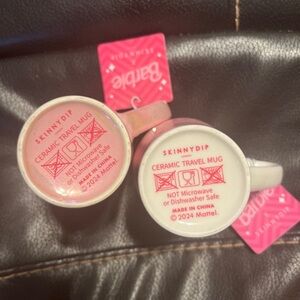 SKINNYDIP
Barbie
SKINNYDIP
CERAMIC TRAVEL MUG
NOT Microwave
or Dishwasher Safe
MADE IN CHINA
© 2024 Mattel.
SKINNYDIP
CERAMIC TRAVEL MUG
NOT Microwave
or Dishwasher Safe
MADE IN CHINA
© 2024 Mattel.